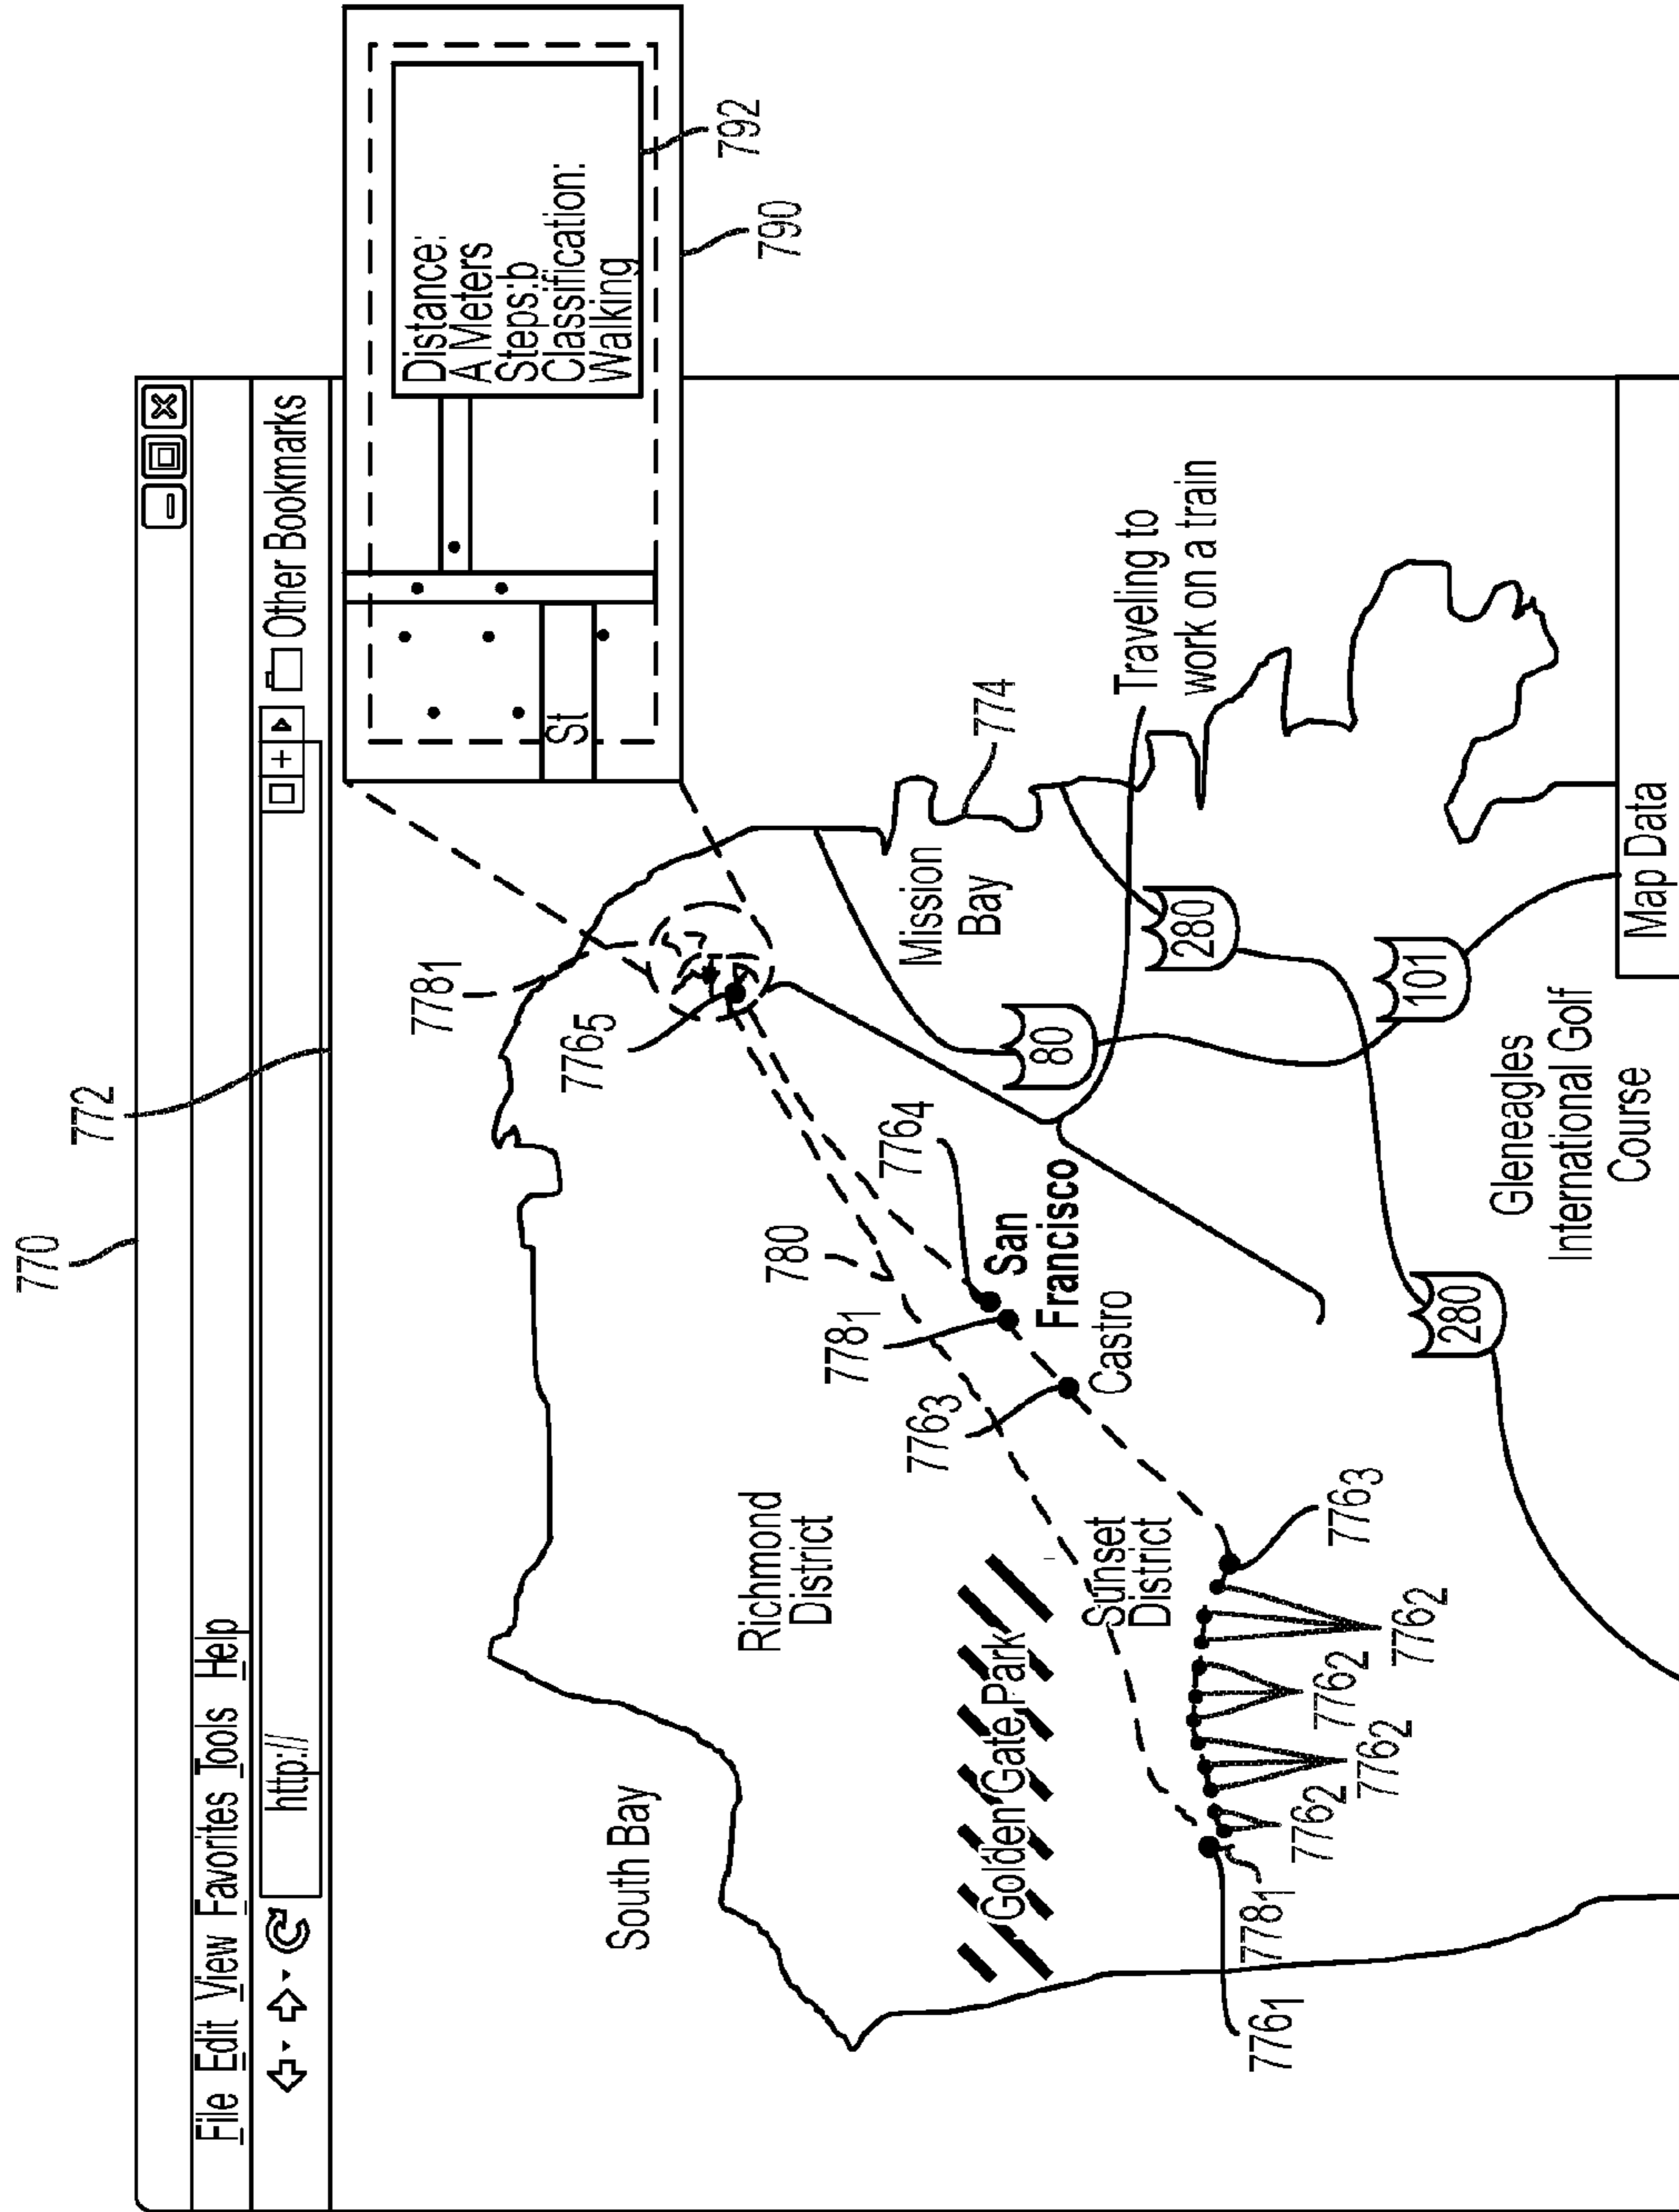 770
772
File Edit View Favorites Tools Help
http://
Other Bookmarks
Distance:
A Meters
Steps:b
Classification:
Walking
St
792
790
South Bay
7781
7765
Richmond
District
780
7781
7764
7763
San
Francisco
Castro
Mission
Bay
774
Golden Gate Park
Sunset
District
80
280
Traveling to
work on a train
7761
7781
7762
7762
7762
7762
7763
280
101
Gleneagles
International Golf
Course
Map Data